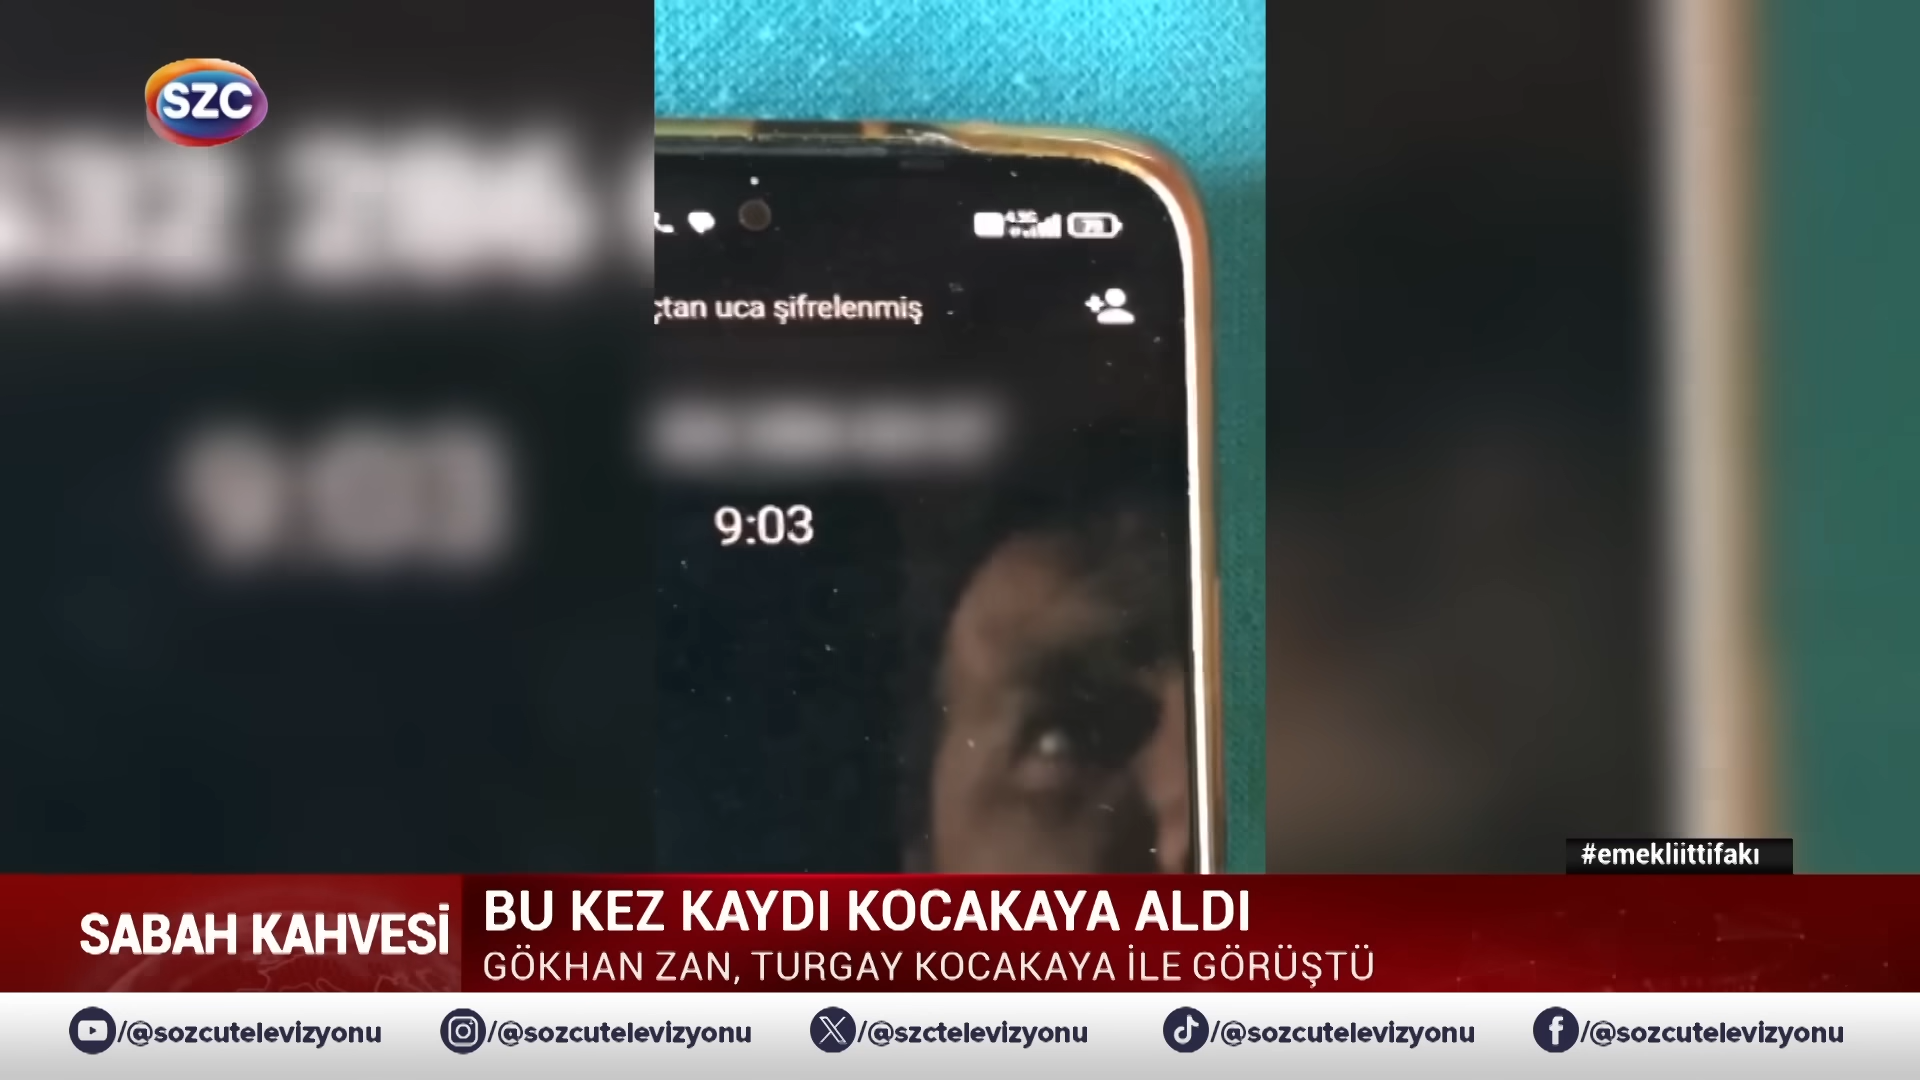 SZC
çtan uca şifrelenmiş
9:03
#emekliittifakı
SABAH KAHVESİ
BU KEZ KAYDI KOCAKAYA ALDI
GÖKHAN ZAN, TURGAY KOCAKAYA İLE GÖRÜŞTÜ
/@sozcutelevizyonu /@sozcutelevizyonu /@szctelevizyonu /@sozcutelevizyonu /@sozcutelevizyonu